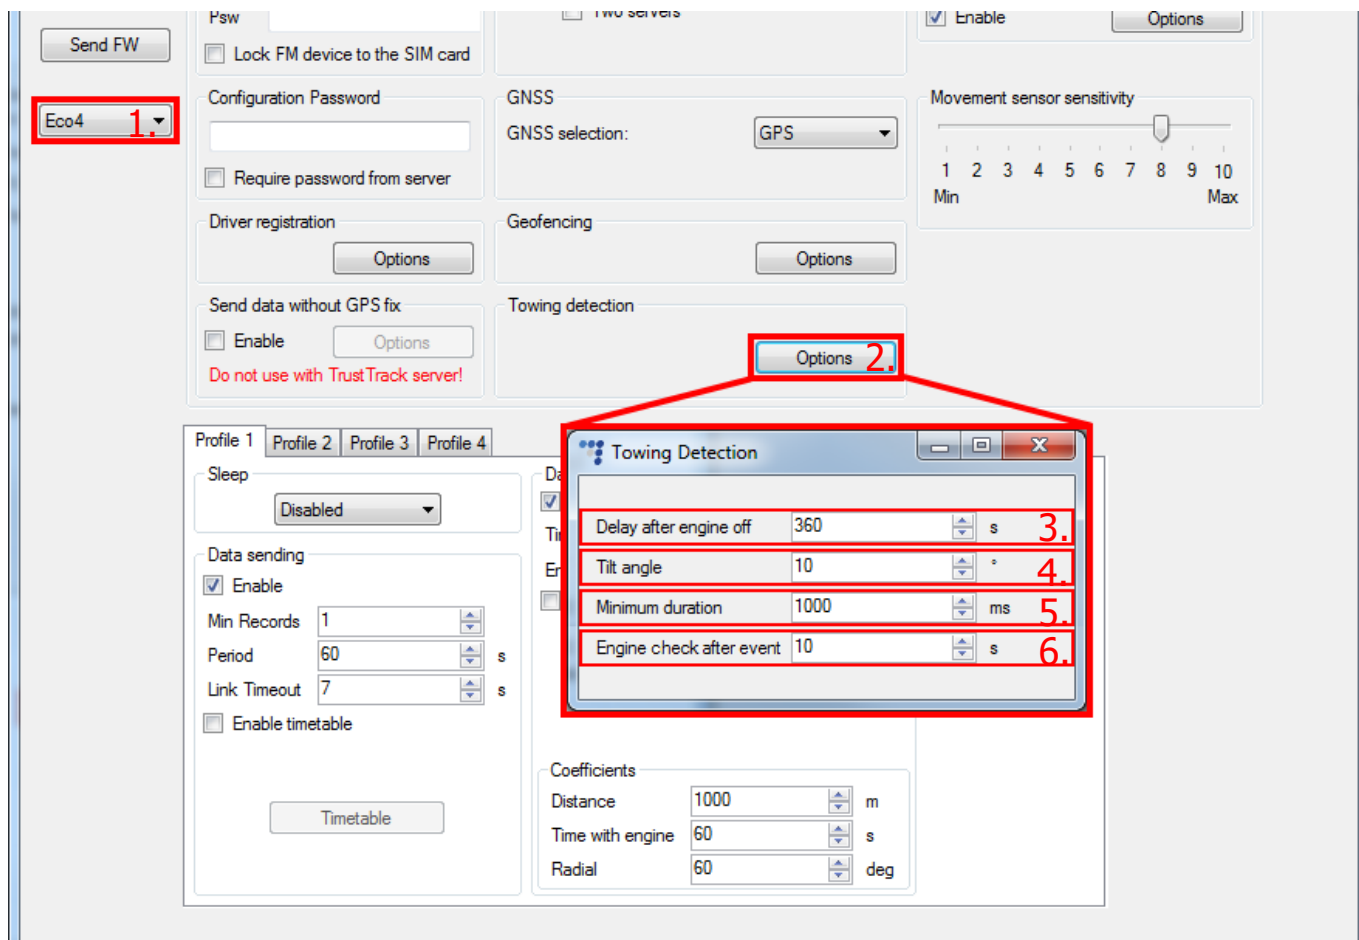 Psw
Two servers
Enable
Options
Send FW
Lock FM device to the SIM card
Eco4
1.
Configuration Password
Require password from server
GNSS
GNSS selection:
GPS
Movement sensor sensitivity
1 2 3 4 5 6 7 8 9 10
Min
Max
Driver registration
Options
Geofencing
Options
Send data without GPS fix
Enable
Options
Do not use with TrustTrack server!
Towing detection
Options
2.
Profile 1
Profile 2
Profile 3
Profile 4
Sleep
Disabled
Data sending
Enable
Min Records 1
Period 60 s
Link Timeout 7 s
Enable timetable
Timetable
Towing Detection
Delay after engine off 360 s 3.
Tilt angle 10 ° 4.
Minimum duration 1000 ms 5.
Engine check after event 10 s 6.
Coefficients
Distance 1000 m
Time with engine 60 s
Radial 60 deg